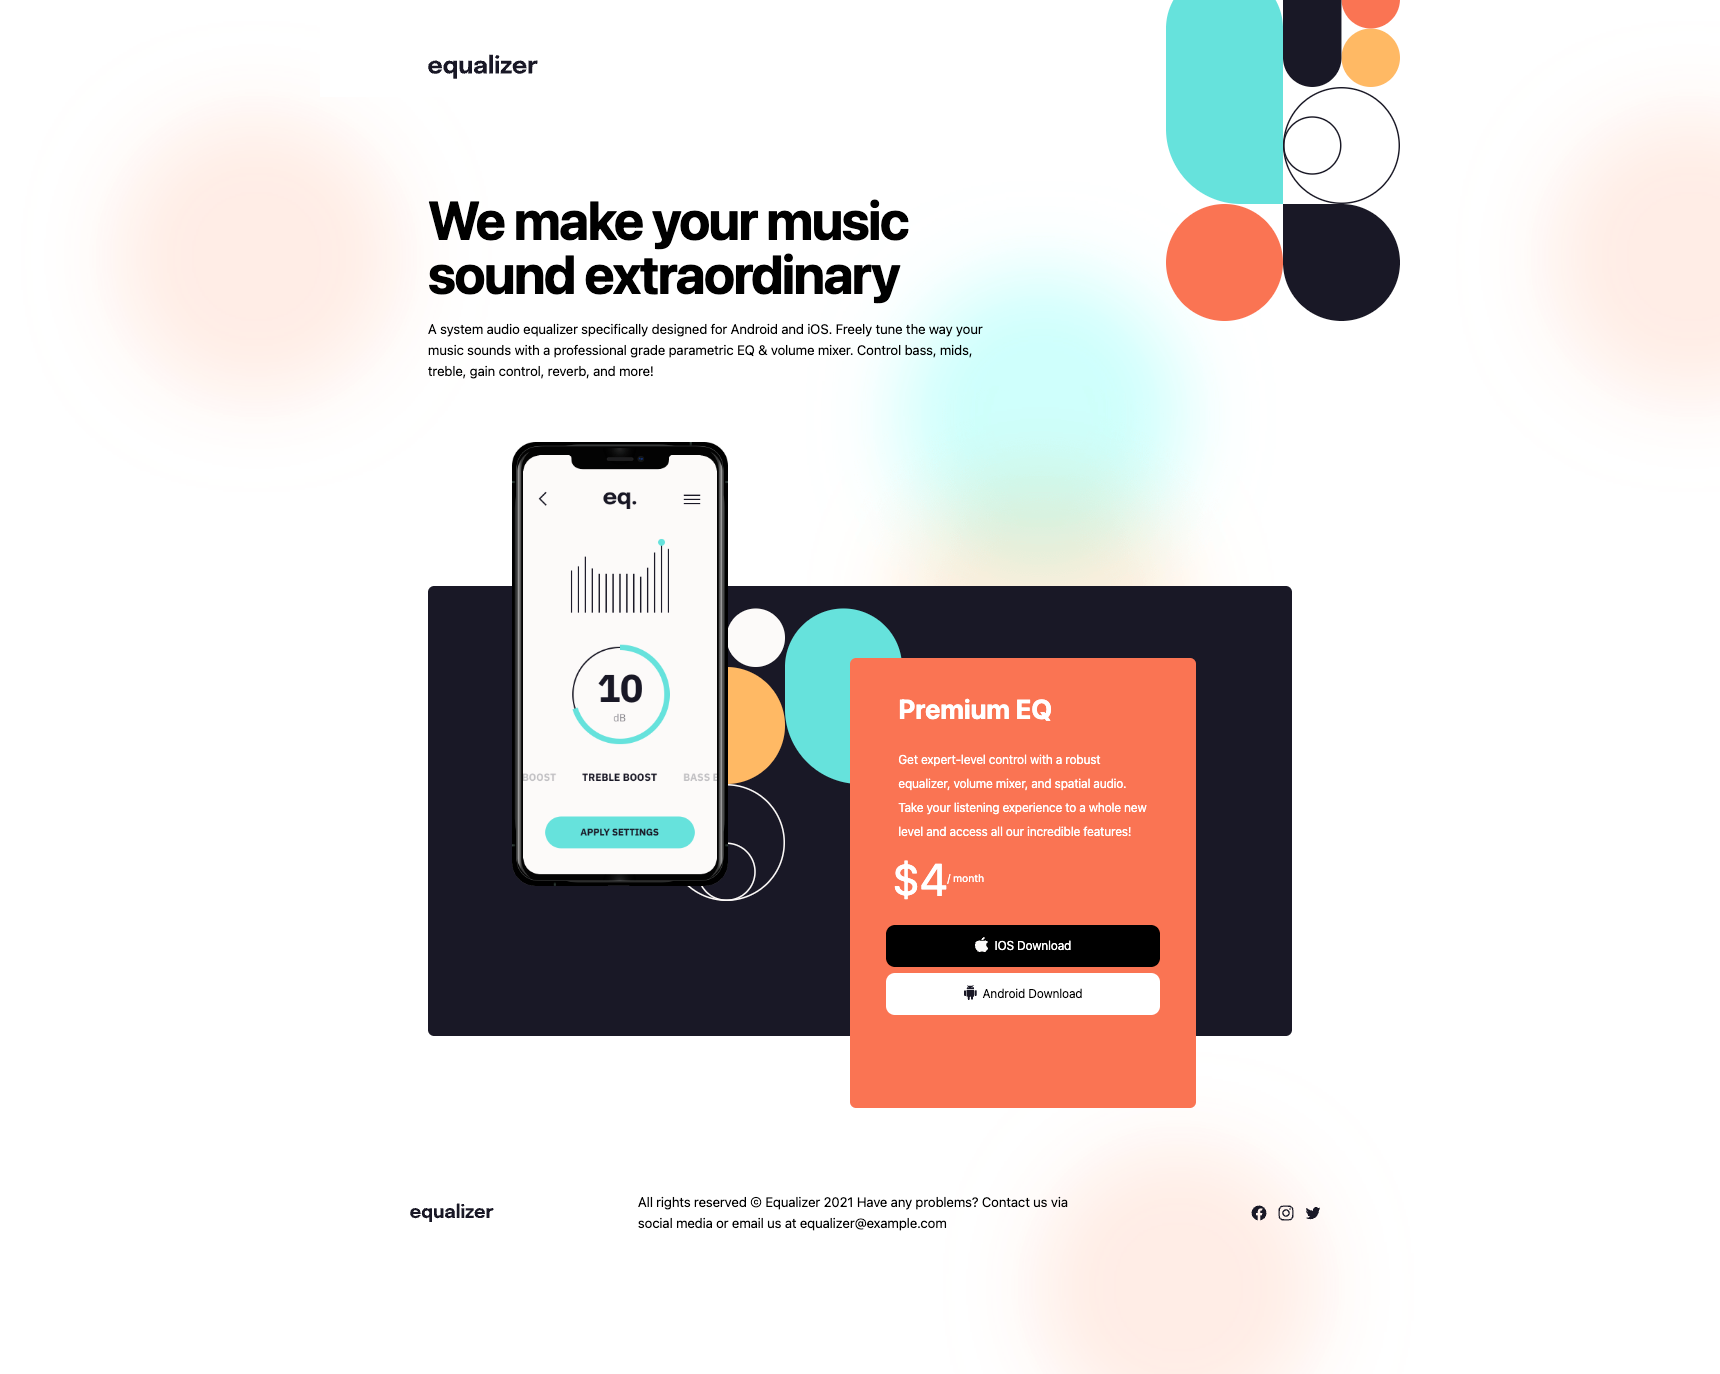 equalizer
We make your music
sound extraordinary
A system audio equalizer specifically designed for Android and iOS. Freely tune the way your
music sounds with a professional grade parametric EQ & volume mixer. Control bass, mids,
treble, gain control, reverb, and more!
eq.
10
dB
BOOST TREBLE BOOST BASS B
APPLY SETTINGS
Premium EQ
Get expert-level control with a robust
equalizer, volume mixer, and spatial audio.
Take your listening experience to a whole new
level and access all our incredible features!
$4/ month
IOS Download
Android Download
equalizer
All rights reserved © Equalizer 2021 Have any problems? Contact us via
social media or email us at equalizer@example.com